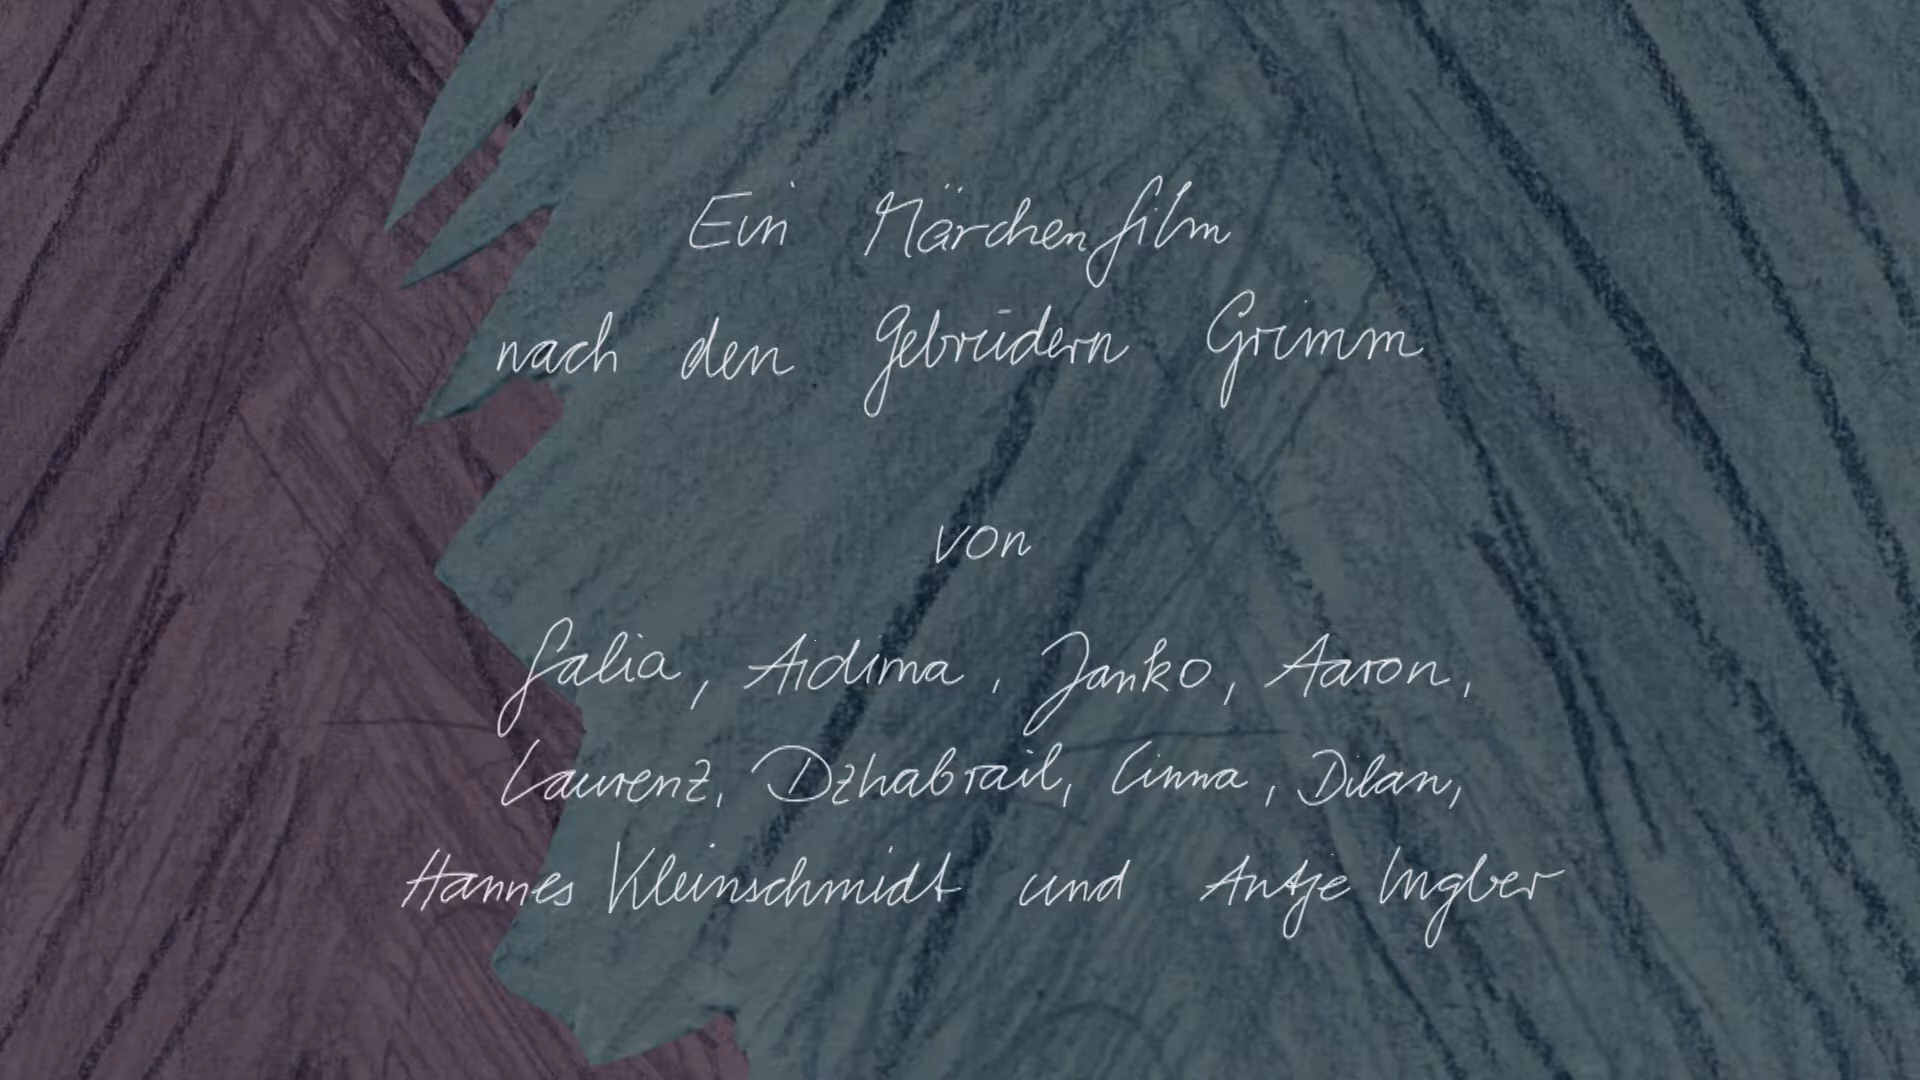 Ein Märchenfilm
nach den Gebrüdern Grimm
von
Salia, Aidima, Janko, Aaron,
Laurenz, Dzhabrail, Cinna, Dilan,
Hannes Kleinschmidt und Antje Ingber